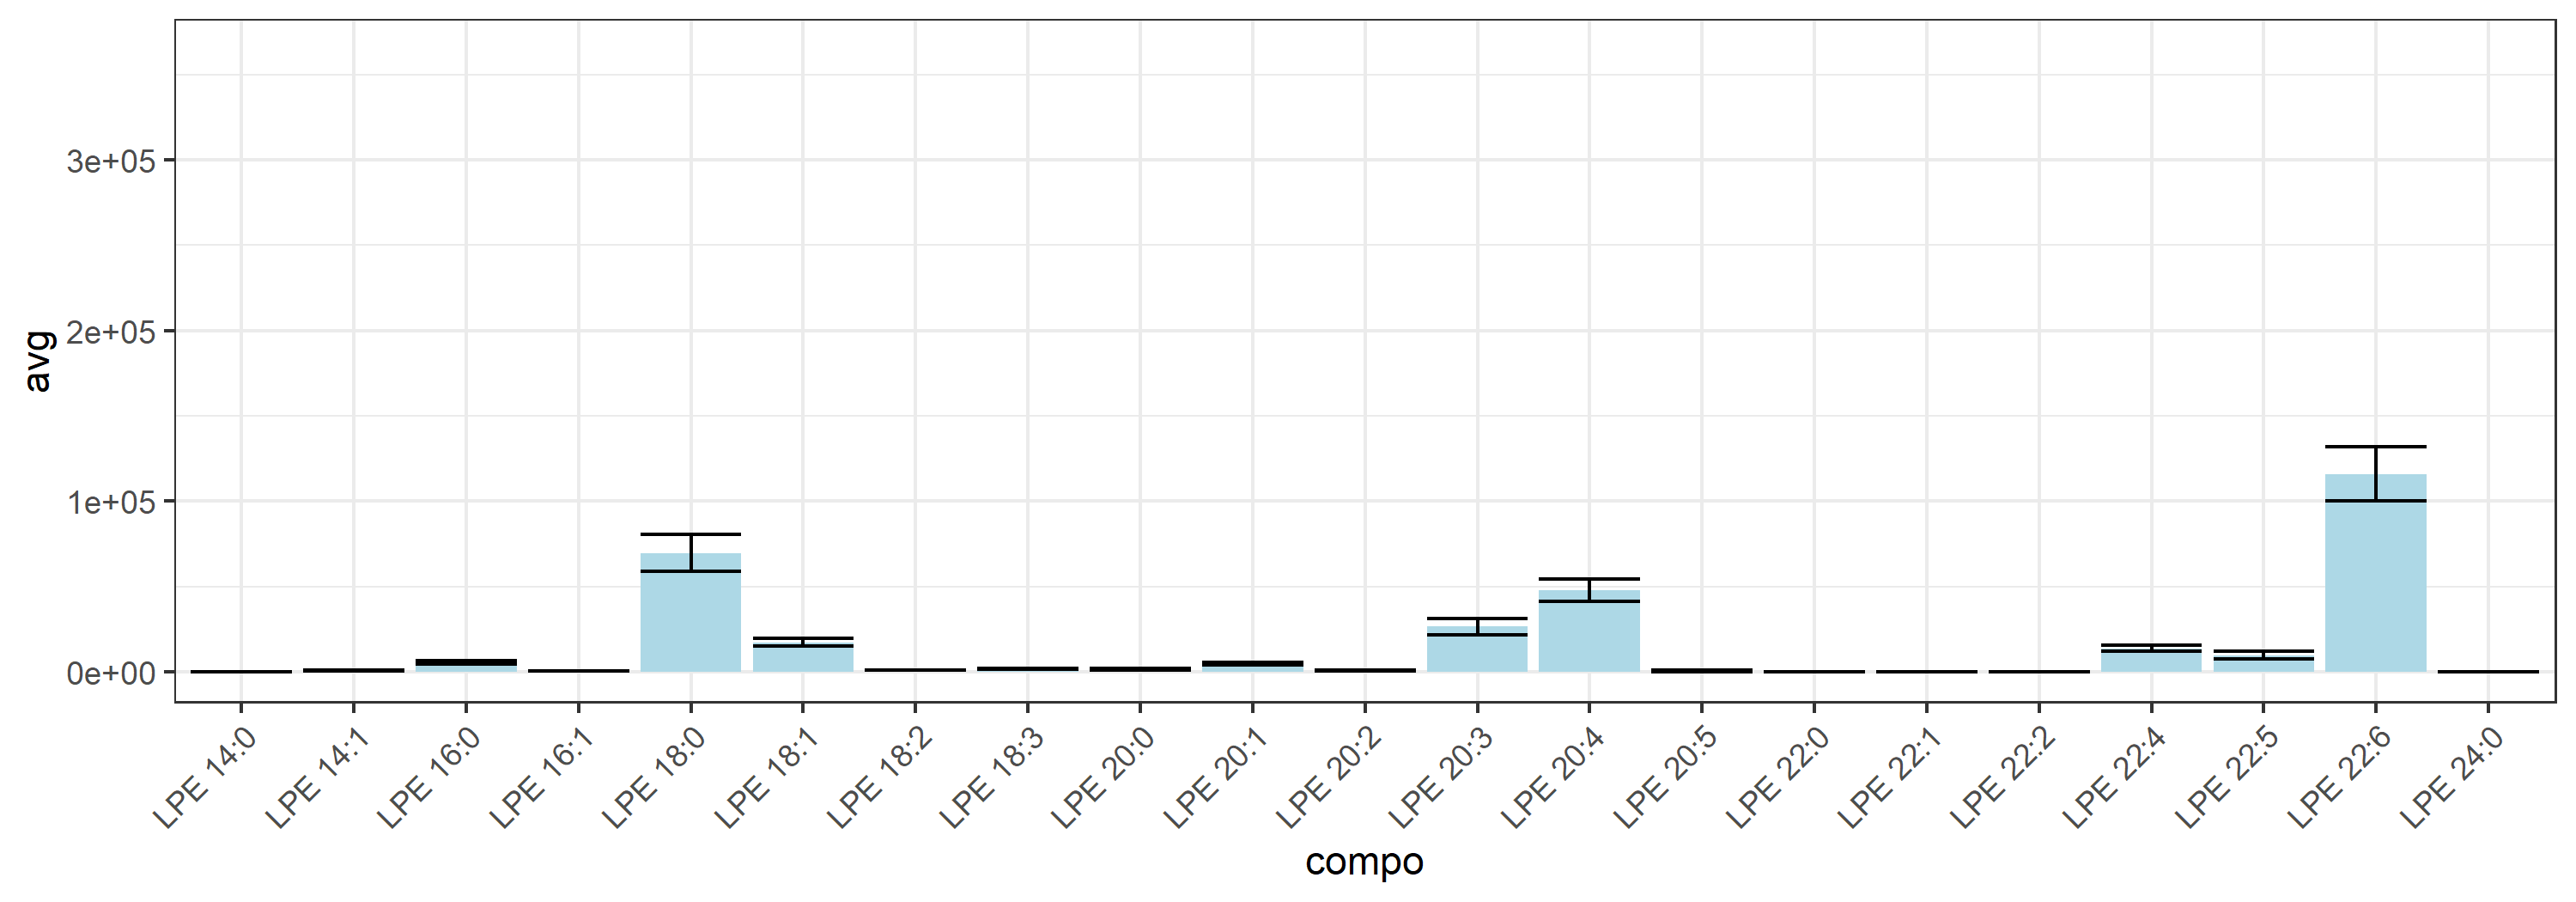 avg
3e+05
2e+05
1e+05
0e+00
LPE 14:0
LPE 14:1
LPE 16:0
LPE 16:1
LPE 18:0
LPE 18:1
LPE 18:2
LPE 18:3
LPE 20:0
LPE 20:1
LPE 20:2
LPE 20:3
LPE 20:4
LPE 20:5
LPE 22:0
LPE 22:1
LPE 22:2
LPE 22:4
LPE 22:5
LPE 22:6
LPE 24:0
compo